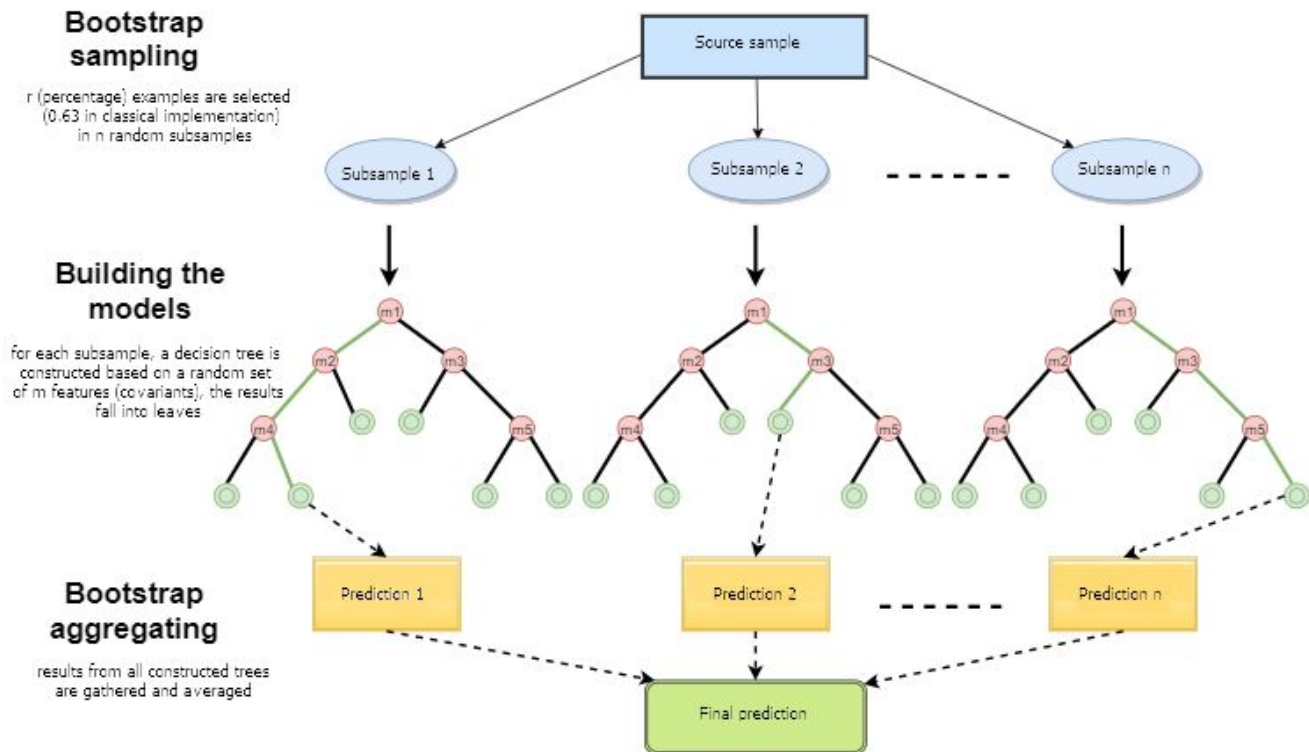 Bootstrap
sampling
r (percentage) examples are selected
(0.63 in classical implementation)
in n random subsamples
Source sample
Subsample 1
Subsample 2
Subsample n
Building the
models
for each subsample, a decision tree is
constructed based on a random set
of m features (covariants), the results
fall into leaves
m1
m2
m3
m4
m5
m1
m2
m3
m4
m5
m1
m2
m3
m4
m5
Bootstrap
aggregating
results from all constructed trees
are gathered and averaged
Prediction 1
Prediction 2
Prediction n
Final prediction